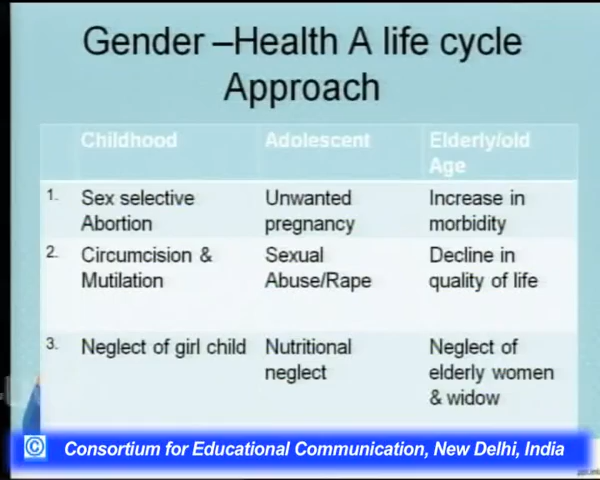 Gender –Health A life cycle
Approach
Childhood Adolescent Elderly/old
Age
1. Sex selective Unwanted Increase in
Abortion pregnancy morbidity
2. Circumcision & Sexual Decline in
Mutilation Abuse/Rape quality of life
3. Neglect of girl child Nutritional Neglect of
neglect elderly women
& widow
© Consortium for Educational Communication, New Delhi, India